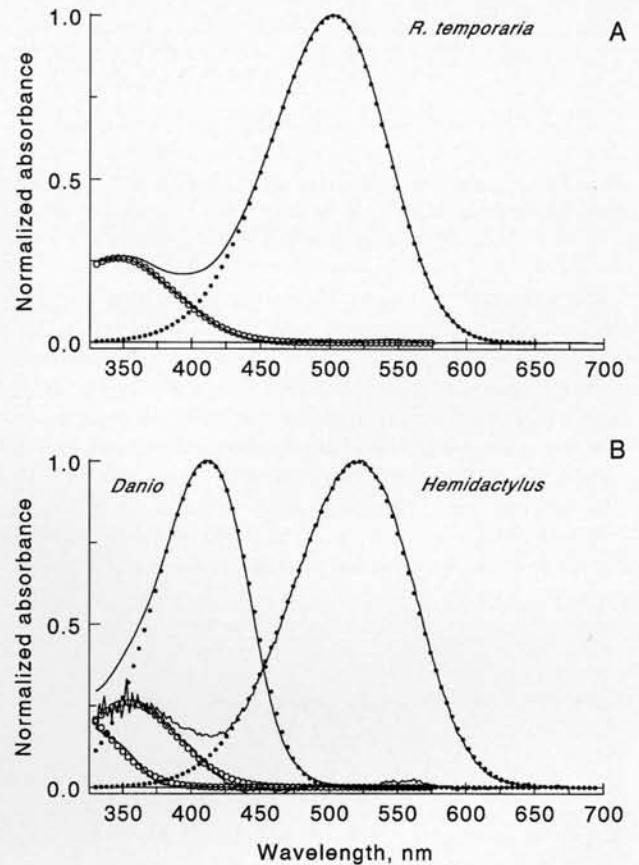 R. temporaria
A
Normalized absorbance
1.0
0.5
0.0
350 400 450 500 550 600 650 700
B
Danio
Hemidactylus
Normalized absorbance
1.0
0.5
0.0
350 400 450 500 550 600 650 700
Wavelength, nm